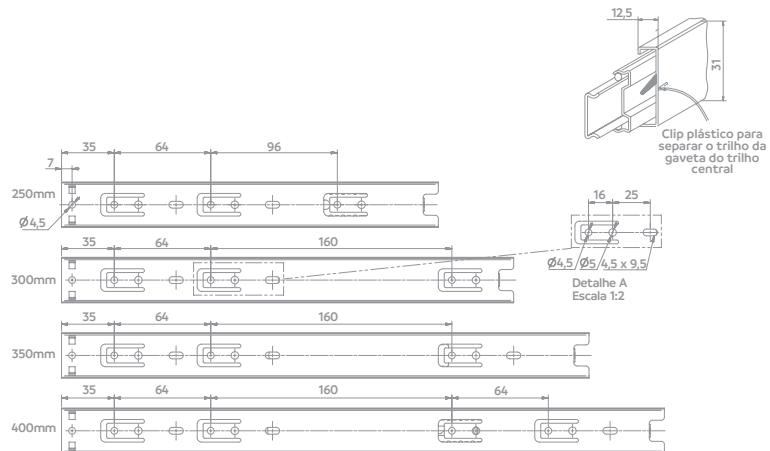 12,5
31
Clip plástico para
separar o trilho da
gaveta do trilho
central
35 64 96
7
250mm
Ø4,5
16 25
Ø4,5 Ø5 4,5 x 9,5
Detalhe A
Escala 1:2
35 64 160
300mm
35 64 160
350mm
35 64 160 64
400mm